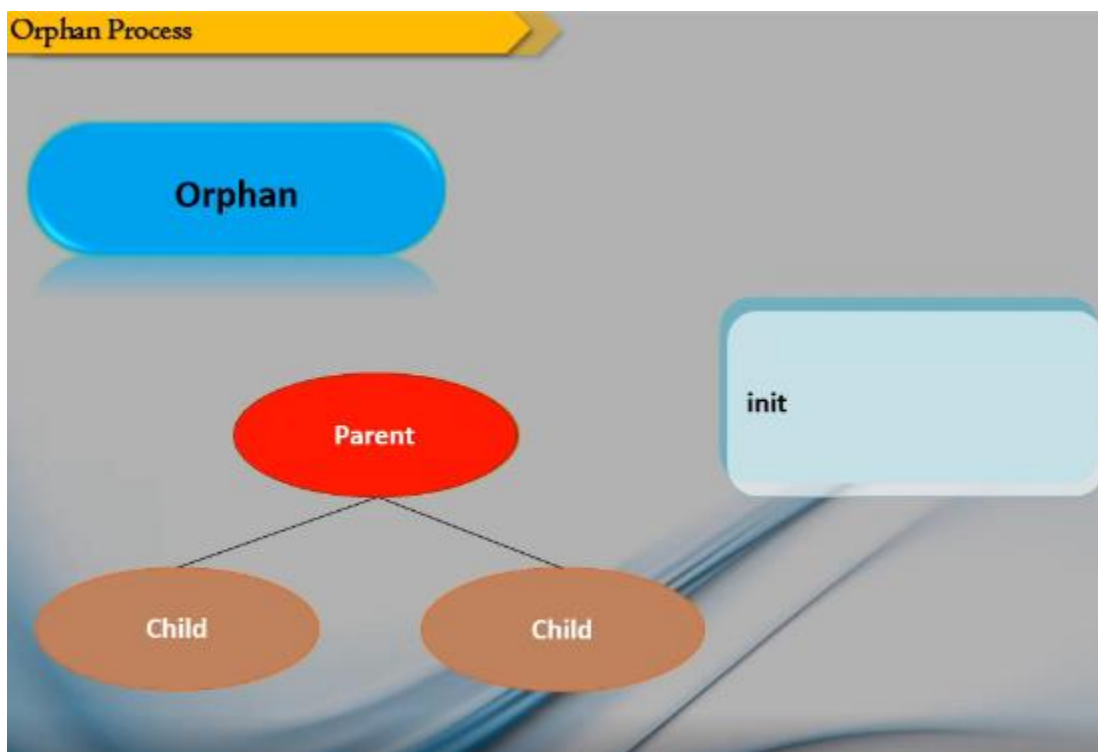 Orphan Process
Orphan
init
Parent
Child
Child